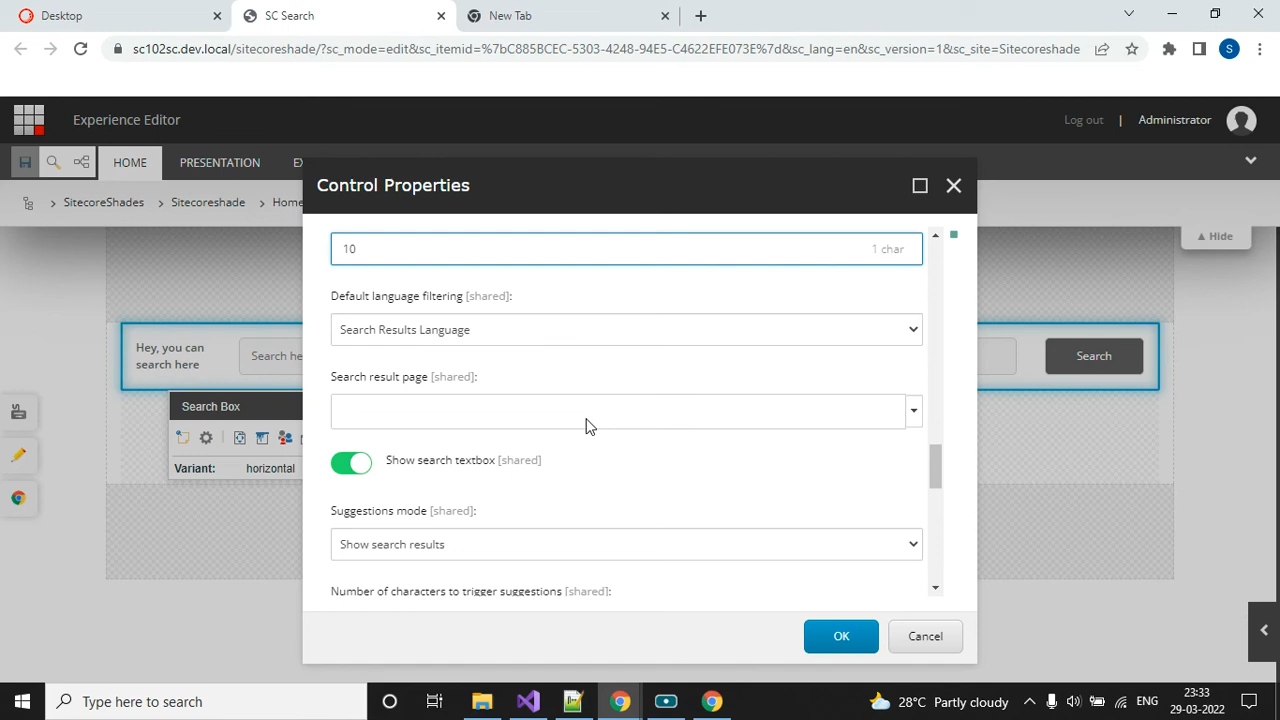 Desktop
SC Search
New Tab
sc102sc.dev.local/sitecoreshade/?sc_mode=edit&sc_itemid=%7bC885BCEC-5303-4248-94E5-C4622EFE073E%7d&sc_lang=en&sc_version=1&sc_site=Sitecoreshade
S
Experience Editor
Log out | Administrator
HOME
PRESENTATION
EX
Control Properties
SitecoreShades
Sitecoreshade
Home
Hide
10
1 char
Default language filtering [shared]:
Search Results Language
Hey, you can
search here
Search he
Search
Search result page [shared]:
Search Box
Show search textbox [shared]
Variant: horizontal
Suggestions mode [shared]:
Show search results
Number of characters to trigger suggestions [shared]:
OK
Cancel
Type here to search
28°C Partly cloudy
ENG
23:33
29-03-2022